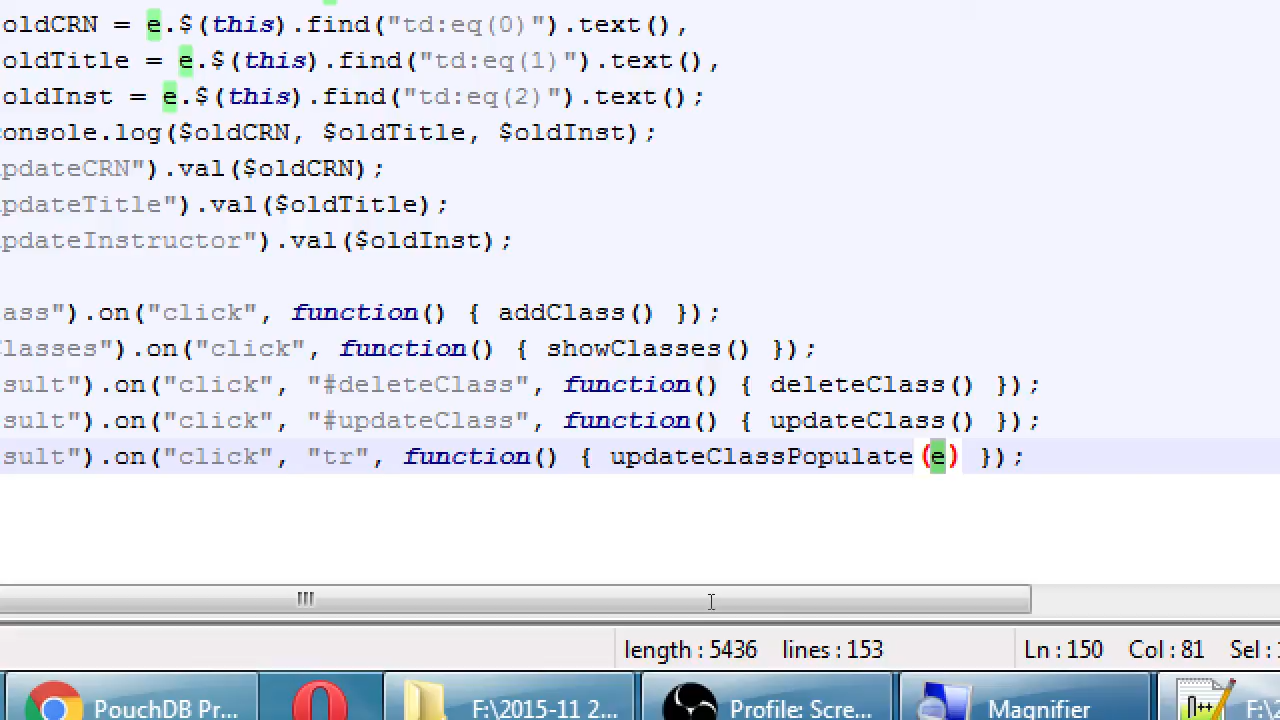 oldCRN = e.$(this).find("td:eq(0)").text(),
oldTitle = e.$(this).find("td:eq(1)").text(),
oldInst = e.$(this).find("td:eq(2)").text();
onsole.log($oldCRN, $oldTitle, $oldInst);
pdateCRN").val($oldCRN);
pdateTitle").val($oldTitle);
pdateInstructor").val($oldInst);
ass").on("click", function() { addClass() });
lasses").on("click", function() { showClasses() });
sult").on("click", "#deleteClass", function() { deleteClass() });
sult").on("click", "#updateClass", function() { updateClass() });
sult").on("click", "tr", function() { updateClassPopulate(e) });
length : 5436 lines : 153 Ln : 150 Col : 81 Sel :
PouchDB Pr... F:\2015-11 2... Profile: Scre... Magnifier